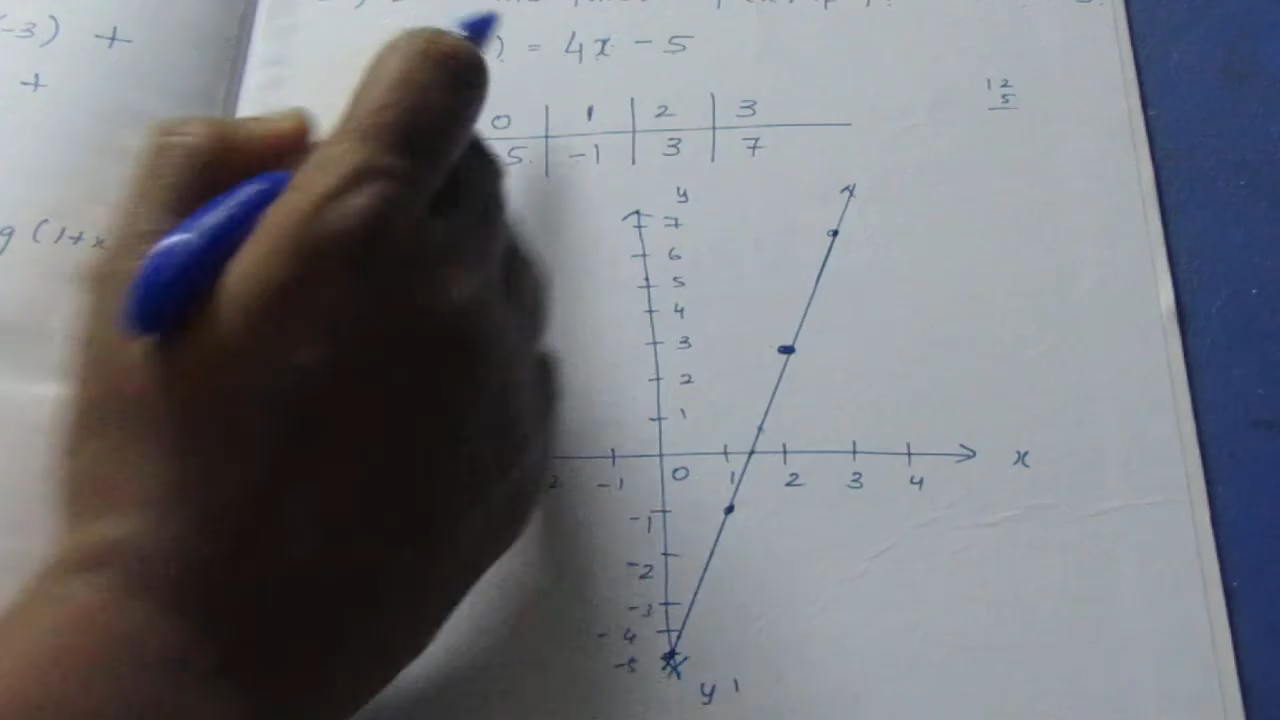 -3) +
+
g (1+x
) = 4x - 5
12
5
0 1 2 3
-5 -1 3 7
y
7
6
5
4
3
2
1
2 -1 0 1 2 3 4 x
-1
-2
-3
-4
-5
y'